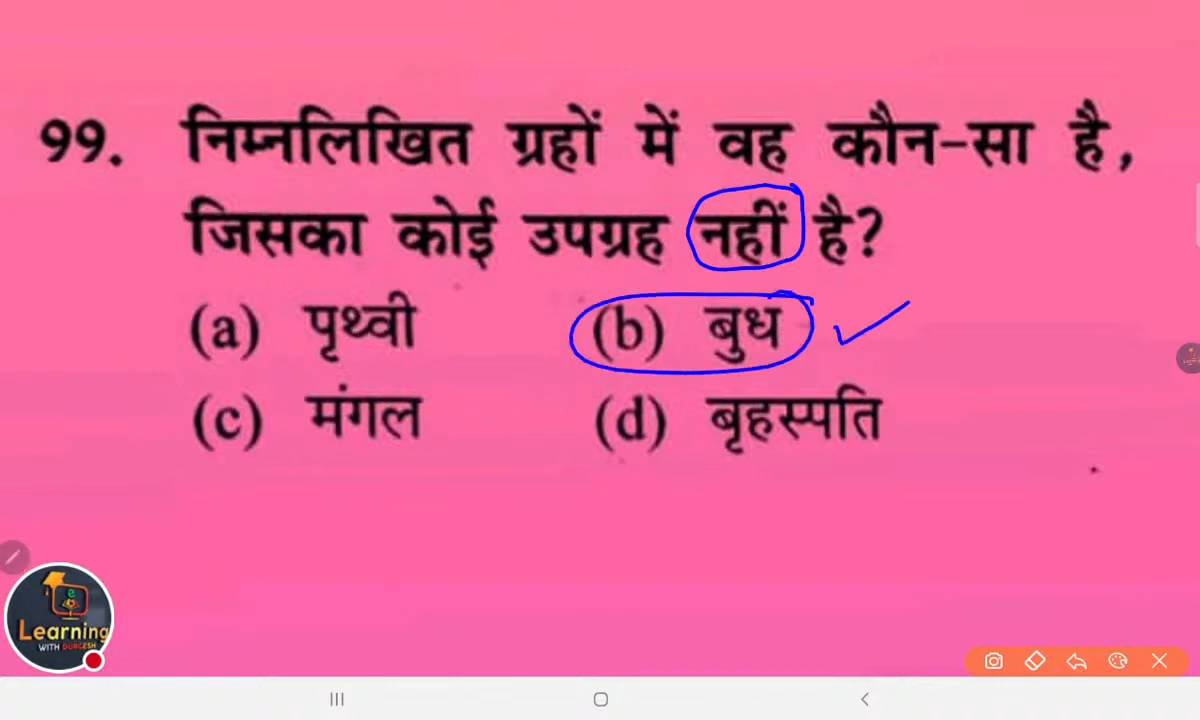 99. निम्नलिखित ग्रहों में वह कौन-सा है,
जिसका कोई उपग्रह नहीं है?
(a) पृथ्वी (b) बुध
(c) मंगल (d) बृहस्पति
e
Learning
WITH DURGESH